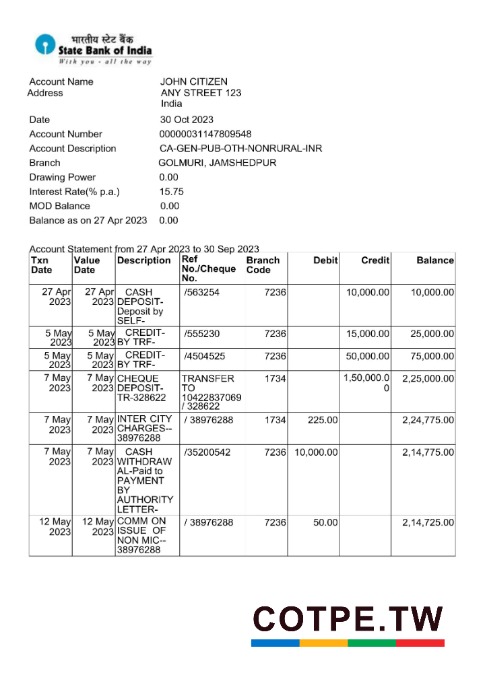 भारतीय स्टेट बैंक
State Bank of India
With you - all the way
Account Name JOHN CITIZEN
Address ANY STREET 123
India
Date 30 Oct 2023
Account Number 00000031147809548
Account Description CA-GEN-PUB-OTH-NONRURAL-INR
Branch GOLMURI, JAMSHEDPUR
Drawing Power 0.00
Interest Rate(% p.a.) 15.75
MOD Balance 0.00
Balance as on 27 Apr 2023 0.00
Account Statement from 27 Apr 2023 to 30 Sep 2023
Txn Value Description Ref Branch Debit Credit Balance
Date Date No./Cheque Code
No.
27 Apr 27 Apr CASH /563254 7236 10,000.00 10,000.00
2023 2023 DEPOSIT-
Deposit by
SELF-
5 May 5 May CREDIT- /555230 7236 15,000.00 25,000.00
2023 2023 BY TRF-
5 May 5 May CREDIT- /4504525 7236 50,000.00 75,000.00
2023 2023 BY TRF-
7 May 7 May CHEQUE TRANSFER 1734 1,50,000.0 2,25,000.00
2023 2023 DEPOSIT- TO 0
TR-328622 10422837069
/ 328622
7 May 7 May INTER CITY / 38976288 1734 225.00 2,24,775.00
2023 2023 CHARGES--
38976288
7 May 7 May CASH /35200542 7236 10,000.00 2,14,775.00
2023 2023 WITHDRAW
AL-Paid to
PAYMENT
BY
AUTHORITY
LETTER-
12 May 12 May COMM ON / 38976288 7236 50.00 2,14,725.00
2023 2023 ISSUE OF
NON MIC--
38976288
COTPE.TW